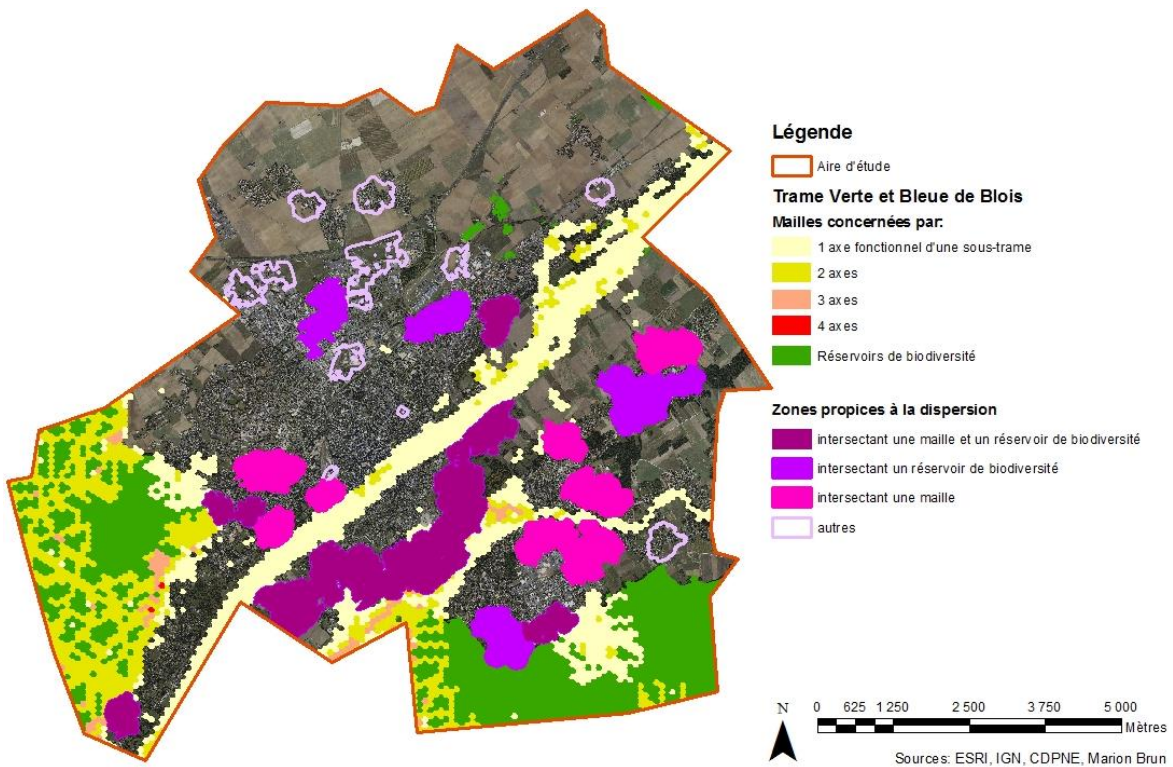 Légende
Aire d'étude
Trame Verte et Bleue de Blois
Mailles concernées par:
1 axe fonctionnel d'une sous-trame
2 axes
3 axes
4 axes
Réservoirs de biodiversité
Zones propices à la dispersion
intersectant une maille et un réservoir de biodiversité
intersectant un réservoir de biodiversité
intersectant une maille
autres
N
0 625 1 250 2 500 3 750 5 000
Mètres
Sources: ESRI, IGN, CDPNE, Marion Brun